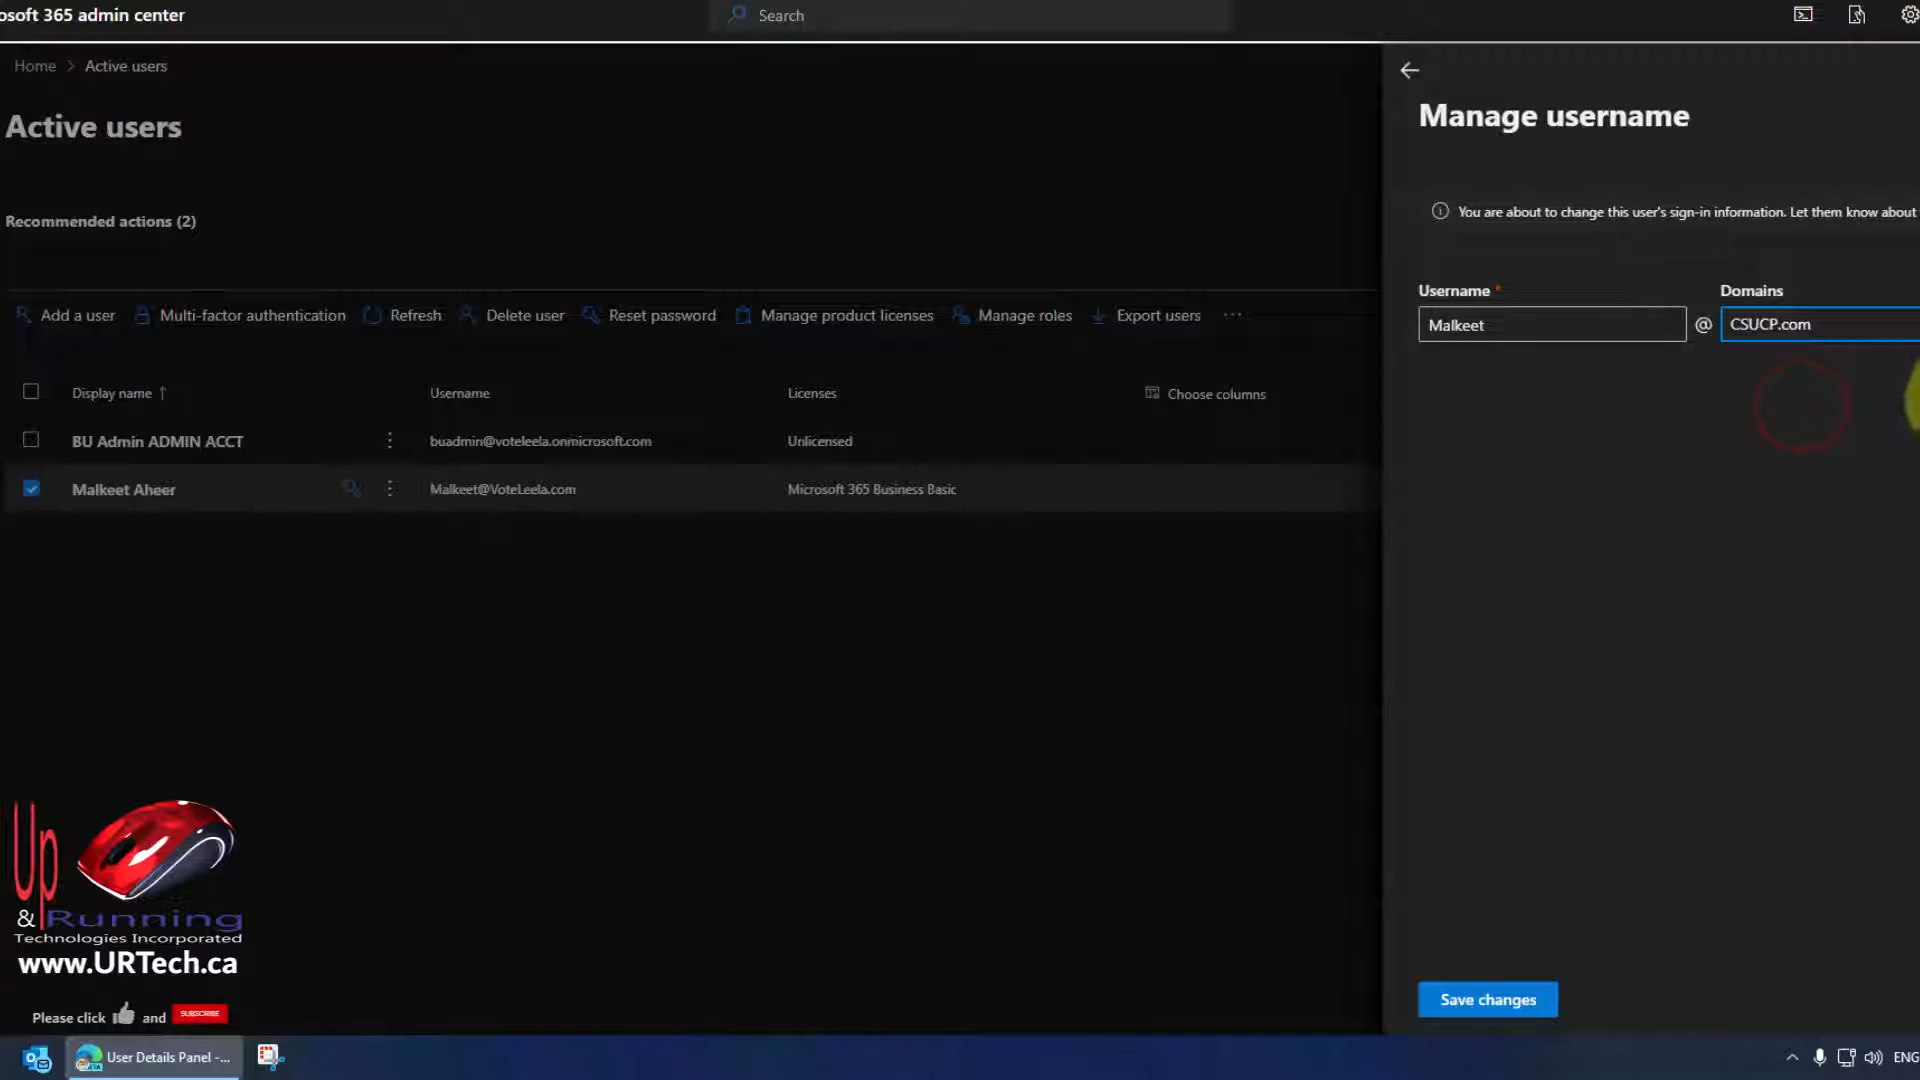 osoft 365 admin center
Search
Home > Active users
Active users
Recommended actions (2)
Add a user Multi-factor authentication Refresh Delete user Reset password Manage product licenses Manage roles Export users ...
Display name ↑ Username Licenses Choose columns
BU Admin ADMIN ACCT buadmin@voteleela.onmicrosoft.com Unlicensed
Malkeet Aheer Malkeet@VoteLeela.com Microsoft 365 Business Basic
Manage username
You are about to change this user's sign-in information. Let them know about
Username * Domains
Malkeet @ CSUCP.com
Save changes
Up
& Running
Technologies Incorporated
www.URTech.ca
Please click and SUBSCRIBE
User Details Panel -...
ENG